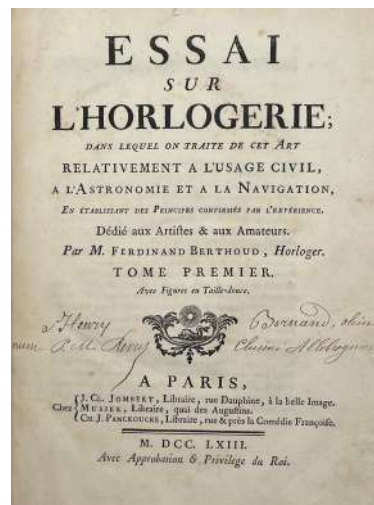 ESSAI
SUR
L'HORLOGERIE;
DANS LEQUEL ON TRAITE DE CET ART
RELATIVEMENT A L'USAGE CIVIL,
A L'ASTRONOMIE ET A LA NAVIGATION,
EN ÉTABLISSANT DES PRINCIPES CONFIRMÉS PAR L'EXPÉRIENCE.
Dédié aux Artistes & aux Amateurs.
Par M. FERDINAND BERTHOUD, Horloger.
TOME PREMIER.
Avec Figures en Taille-douce.
a Henry Bernard,
A PARIS,
J. CL. JOMBERT, Libraire, rue Dauphine, à la belle Image.
Chez MUSIER, Libraire, quai des Augustins.
CH. J. PANCKOUCKE, Libraire, rue & près la Comédie Françoise.
M. DCC. LXIII.
Avec Approbation & Privilege du Roi.